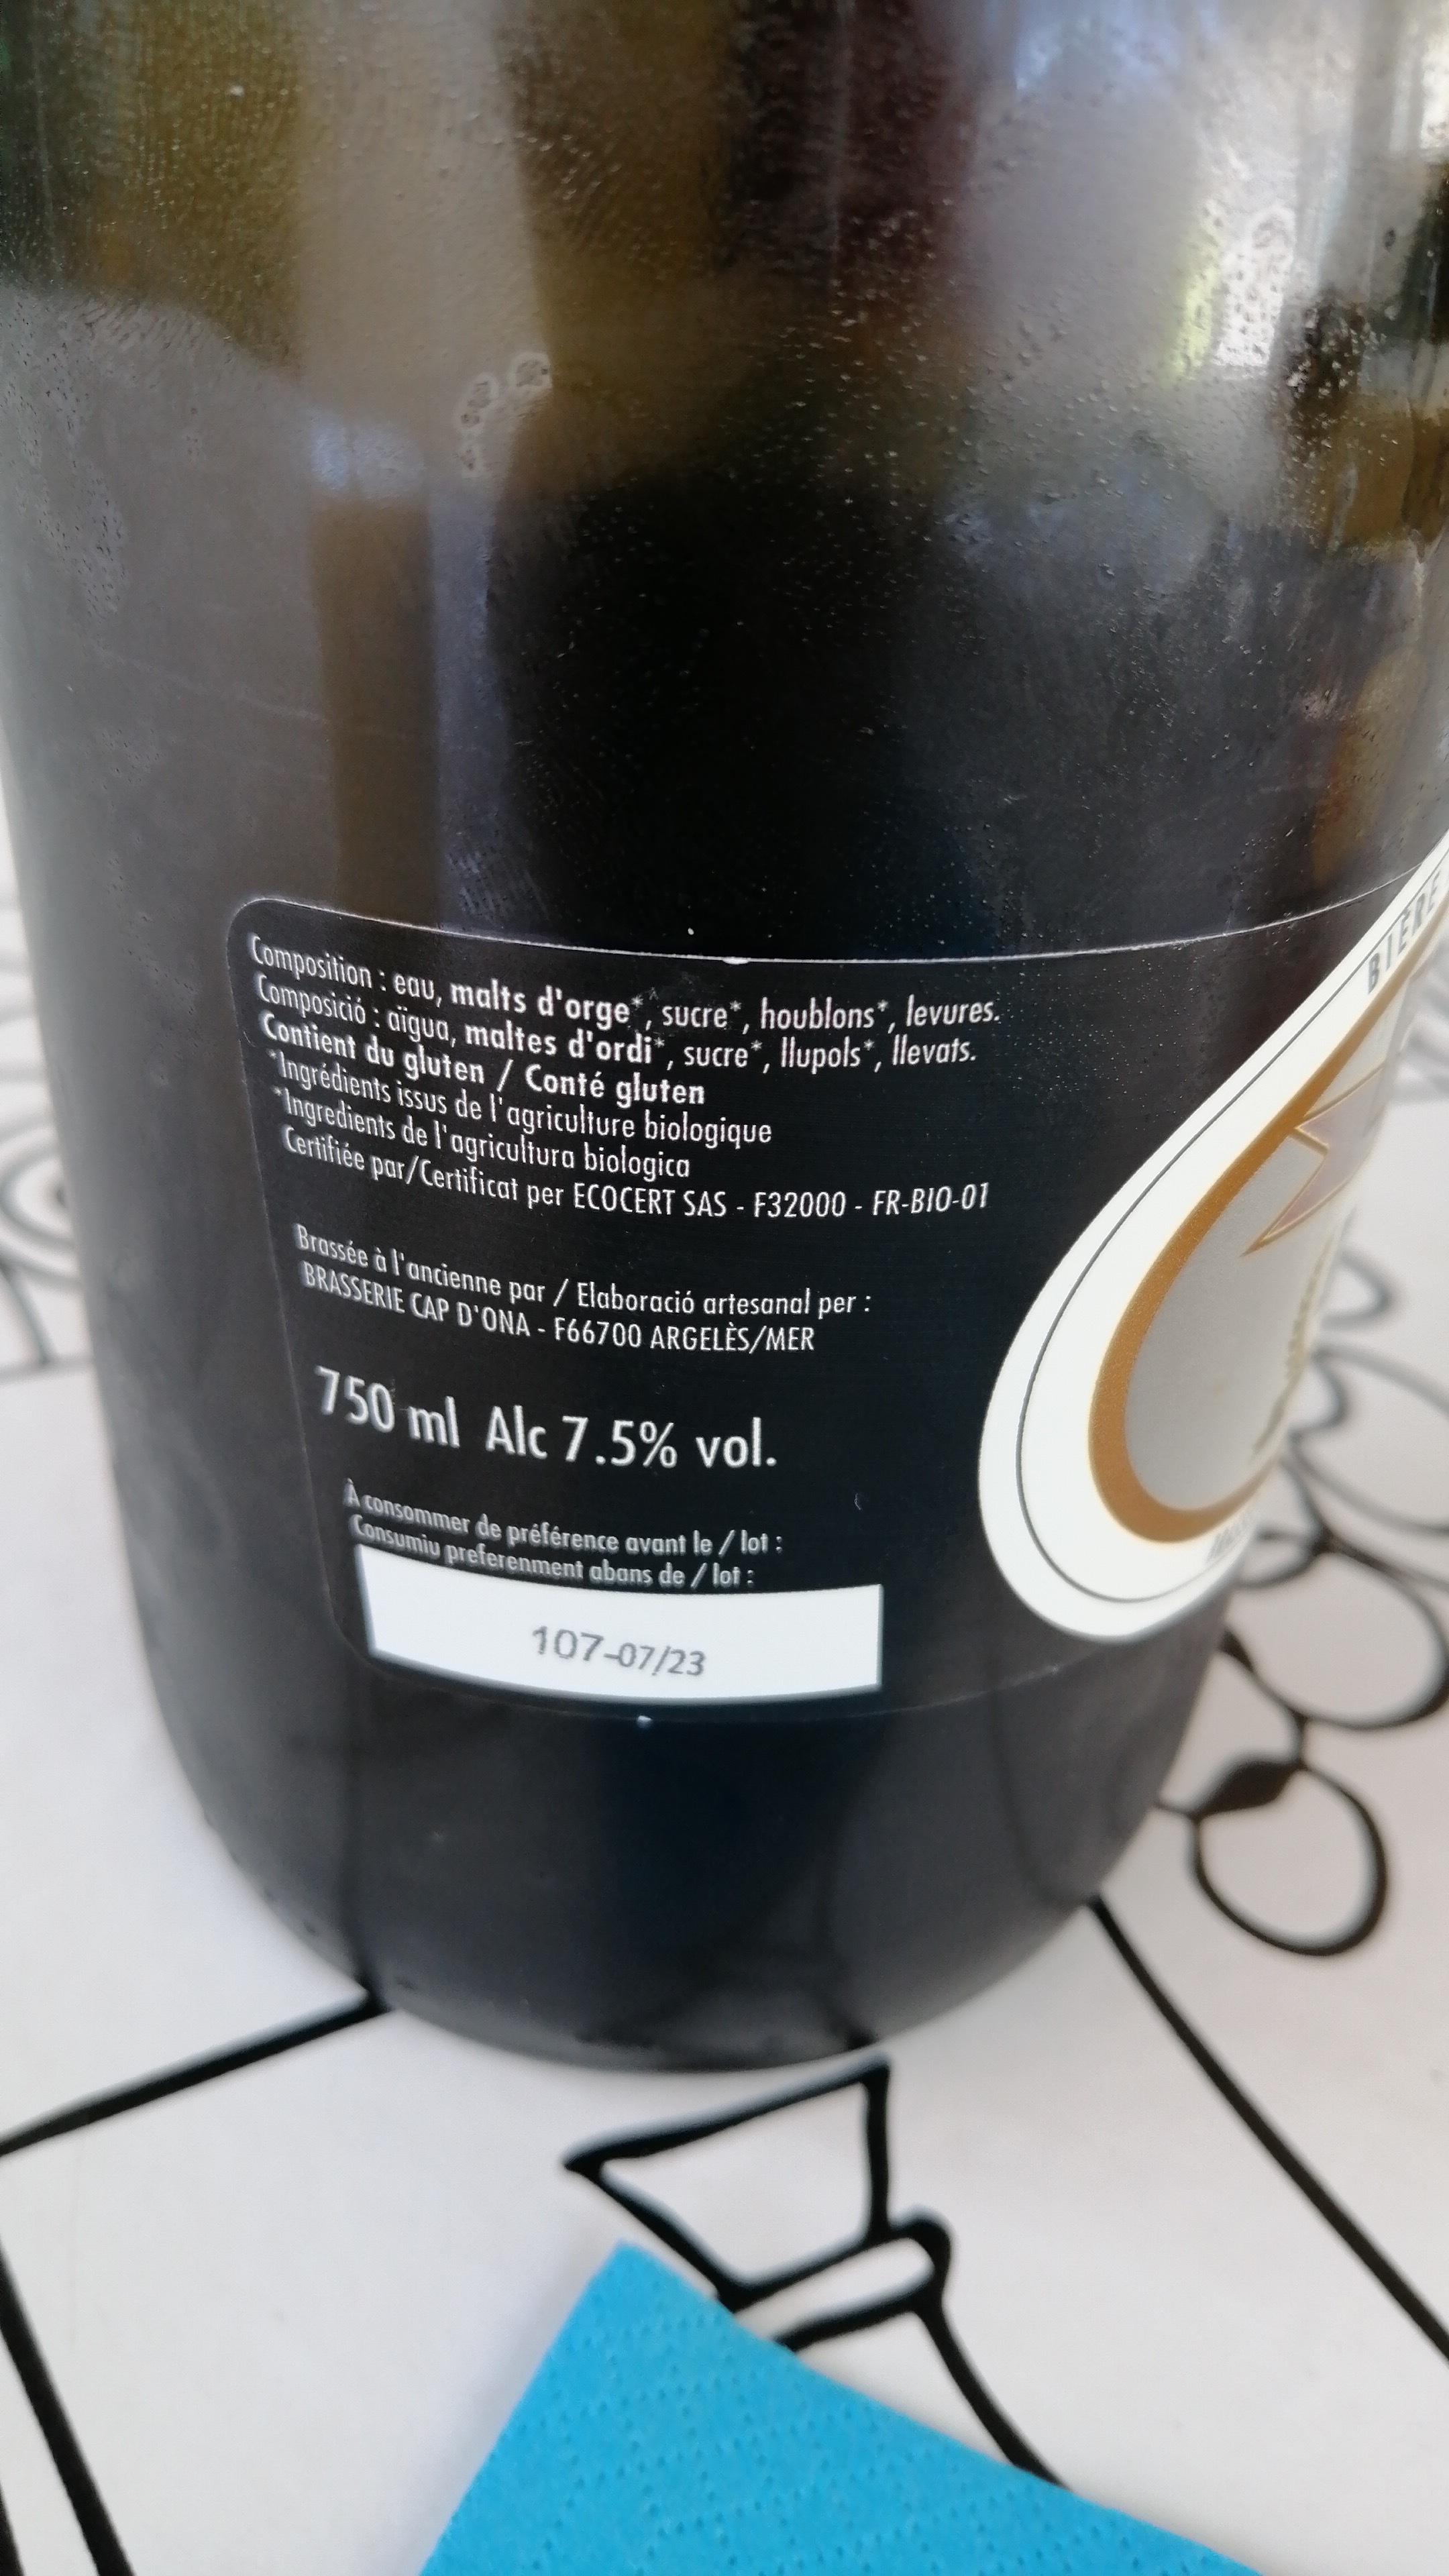 Composition : eau, malts d'orge*, sucre*, houblons*, levures.
Composició : aïgua, maltes d'ordi*, sucre*, llupols*, llevats.
Contient du gluten / Conté gluten
*Ingrédients issus de l'agriculture biologique
*Ingredients de l'agricultura biologica
Certifiée par/Certificat per ECOCERT SAS - F32000 - FR-BIO-01
Brassée à l'ancienne par / Elaboració artesanal per :
BRASSERIE CAP D'ONA - F66700 ARGELÈS/MER
750 ml Alc 7.5% vol.
À consommer de préférence avant le / lot :
Consumiu preferenment abans de / lot :
107-07/23
BIÈRE